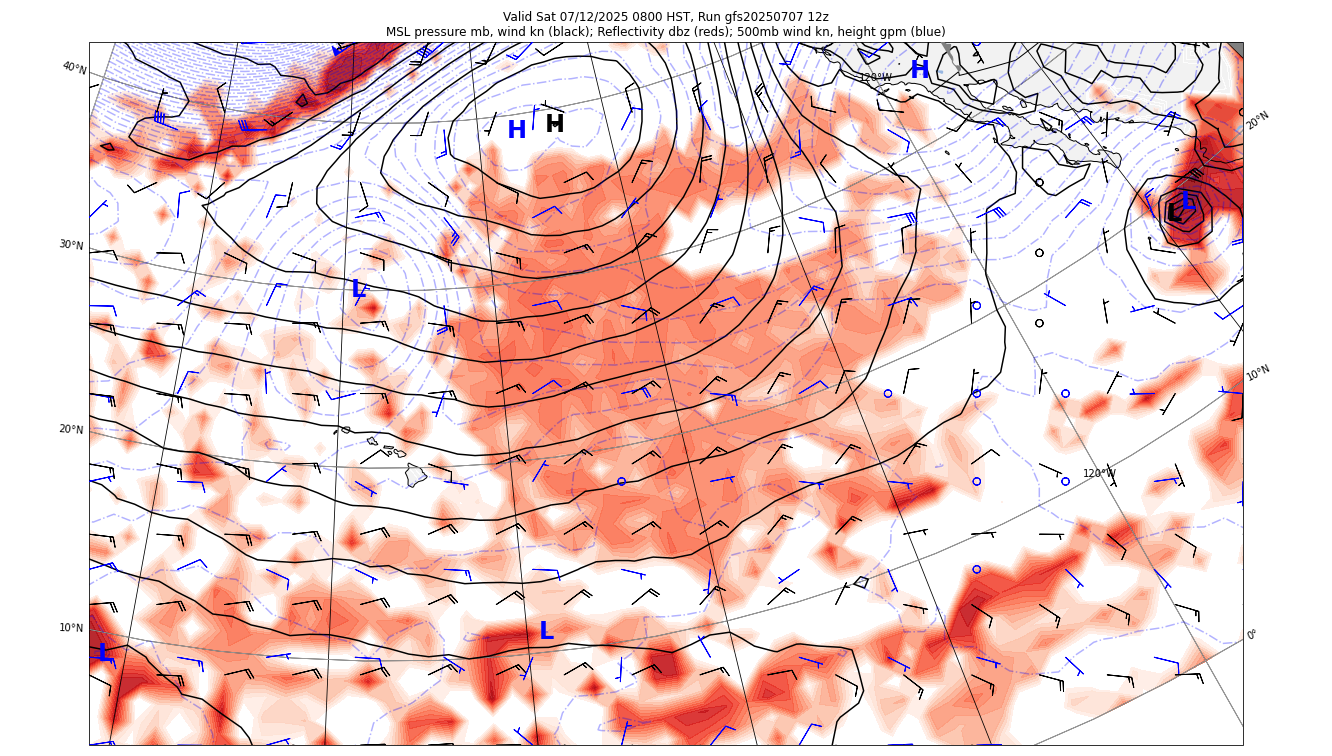 Valid Sat 07/12/2025 0800 HST, Run gfs20250707 12z
MSL pressure mb, wind kn (black); Reflectivity dbz (reds); 500mb wind kn, height gpm (blue)
40°N
120°W
H
20°N
H
H
L
L
30°N
L
10°N
20°N
120°W
10°N
L
0°
L